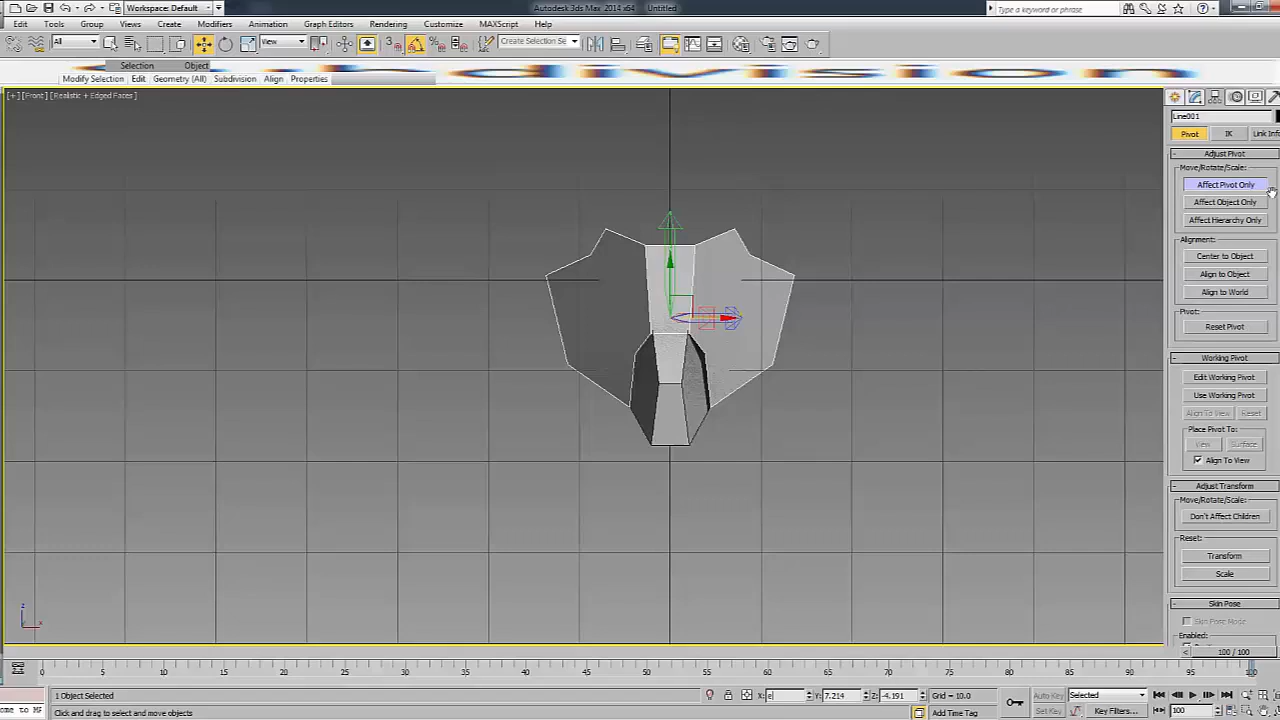 Workspace: Default
Autodesk 3ds Max 2014 x64
Untitled
Type a keyword or phrase
Edit Tools Group Views Create Modifiers Animation Graph Editors Rendering Customize MAXScript Help
All View Create Selection Se
Selection Object
Modify Selection Edit Geometry (All) Subdivision Align Properties
[+] [Front] [Realistic + Edged Faces]
Line001
Pivot IK Link Info
- Adjust Pivot
Move/Rotate/Scale:
Affect Pivot Only
Affect Object Only
Affect Hierarchy Only
Alignment:
Center to Object
Align to Object
Align to World
Pivot:
Reset Pivot
- Working Pivot
Edit Working Pivot
Use Working Pivot
Align To View Reset
Place Pivot To:
View Surface
Align To View
- Adjust Transform
Move/Rotate/Scale:
Don't Affect Children
Reset:
Transform
Scale
- Skin Pose
Skin Pose Mode
Enabled:
< 100 / 100
z
x
0 5 10 15 20 25 30 35 40 45 50 55 60 65 70 75 80 85 90 95 100
1 Object Selected
X: Y: 7.214 Z: -4.191 Grid = 10.0
Auto Key Selected
Click and drag to select and move objects
Add Time Tag
Set Key Key Filters... 100